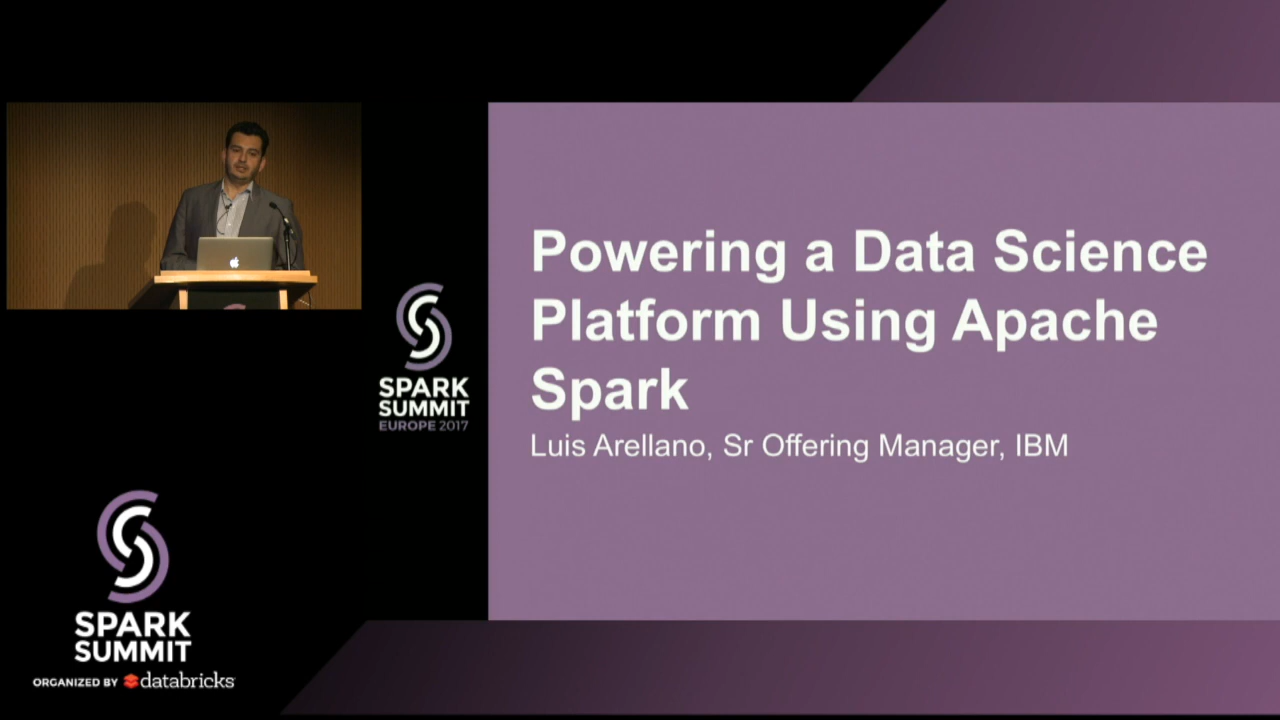 Powering a Data Science
Platform Using Apache
Spark
Luis Arellano, Sr Offering Manager, IBM
SPARK
SUMMIT
EUROPE 2017
SPARK
SUMMIT
ORGANIZED BY databricks